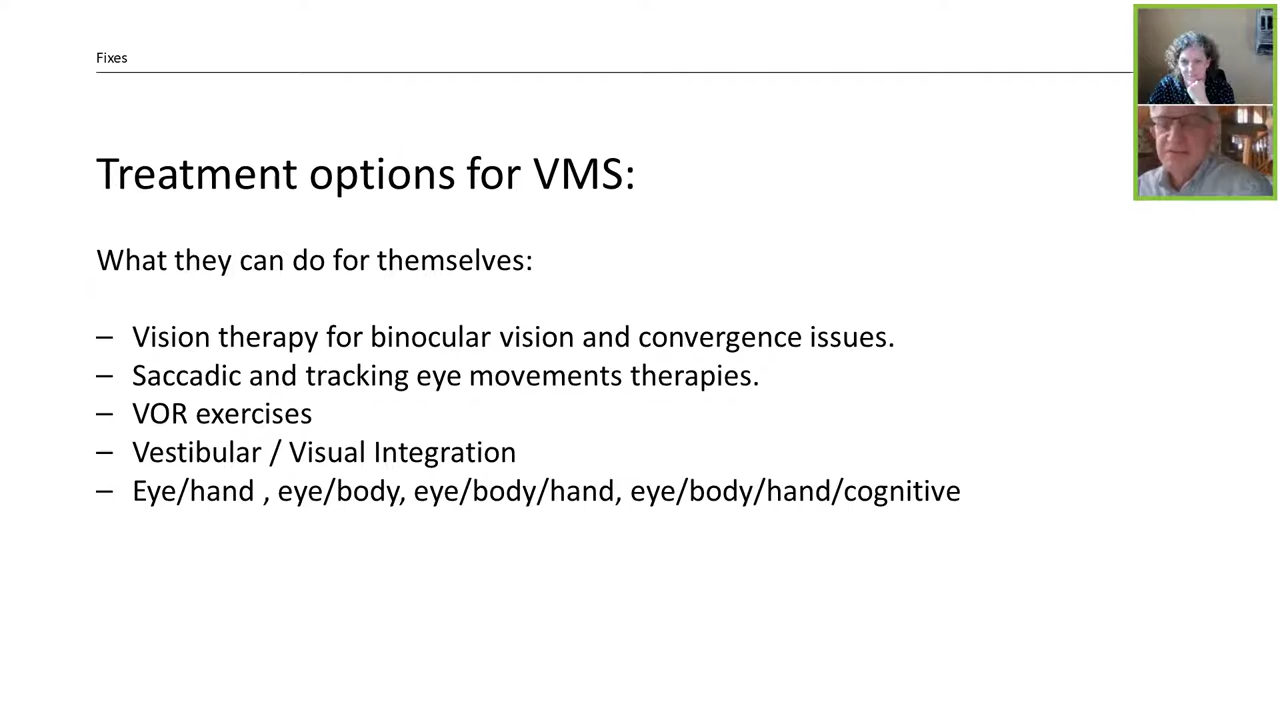 Fixes
Treatment options for VMS:
What they can do for themselves:
– Vision therapy for binocular vision and convergence issues.
– Saccadic and tracking eye movements therapies.
– VOR exercises
– Vestibular / Visual Integration
– Eye/hand , eye/body, eye/body/hand, eye/body/hand/cognitive